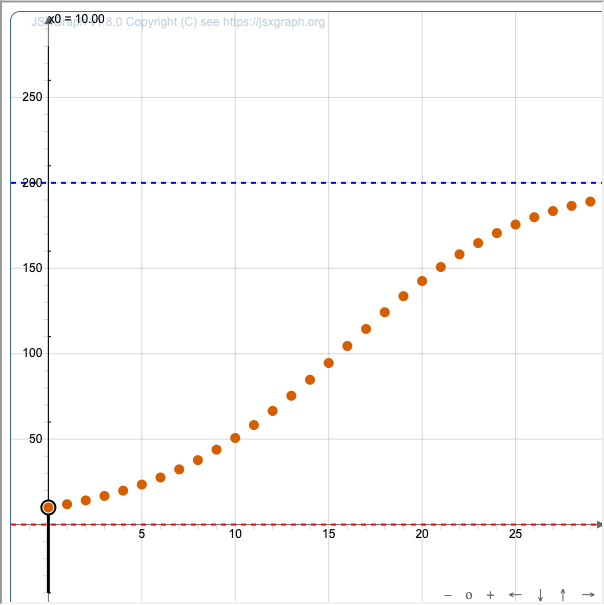 x0 = 10.00
JSXGraph v1.8.0 Copyright (C) see https://jsxgraph.org
250
200
150
100
50
5 10 15 20 25
− o + ← ↓ ↑ →